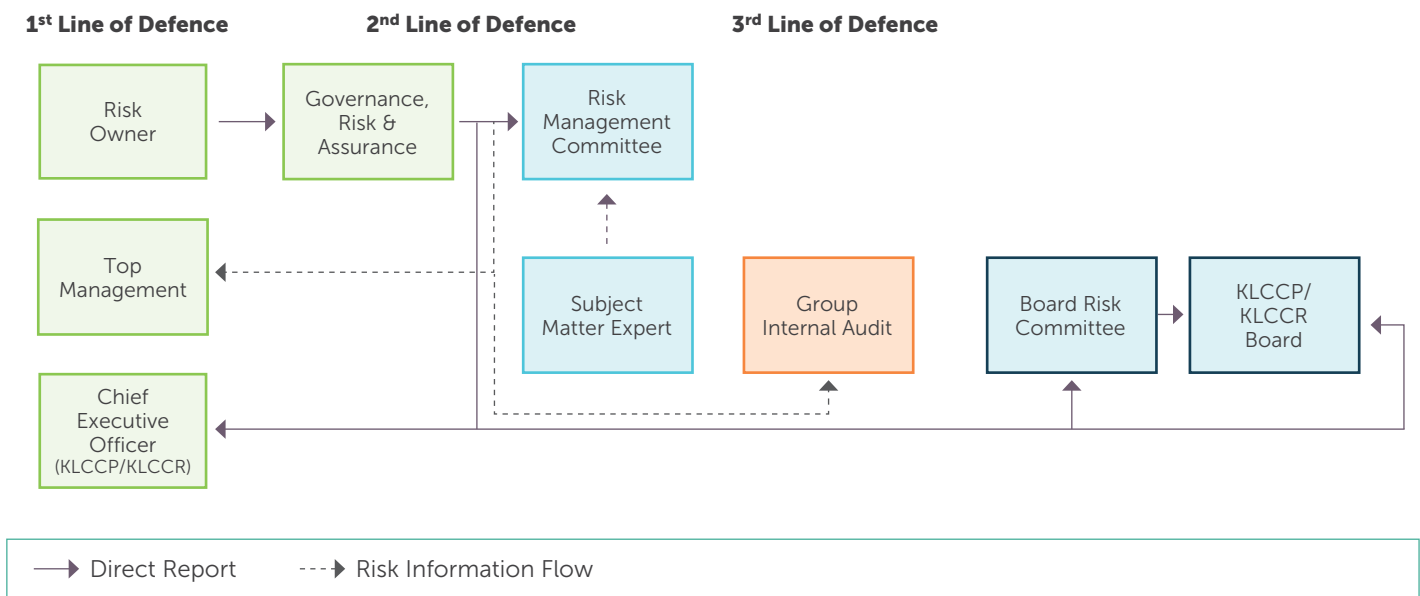 1st Line of Defence
2nd Line of Defence
3rd Line of Defence
Risk
Owner
Governance,
Risk &
Assurance
Risk
Management
Committee
Top
Management
Subject
Matter Expert
Group
Internal Audit
Board Risk
Committee
KLCCP/
KLCCR
Board
Chief
Executive
Officer
(KLCCP/KLCCR)
Direct Report
Risk Information Flow